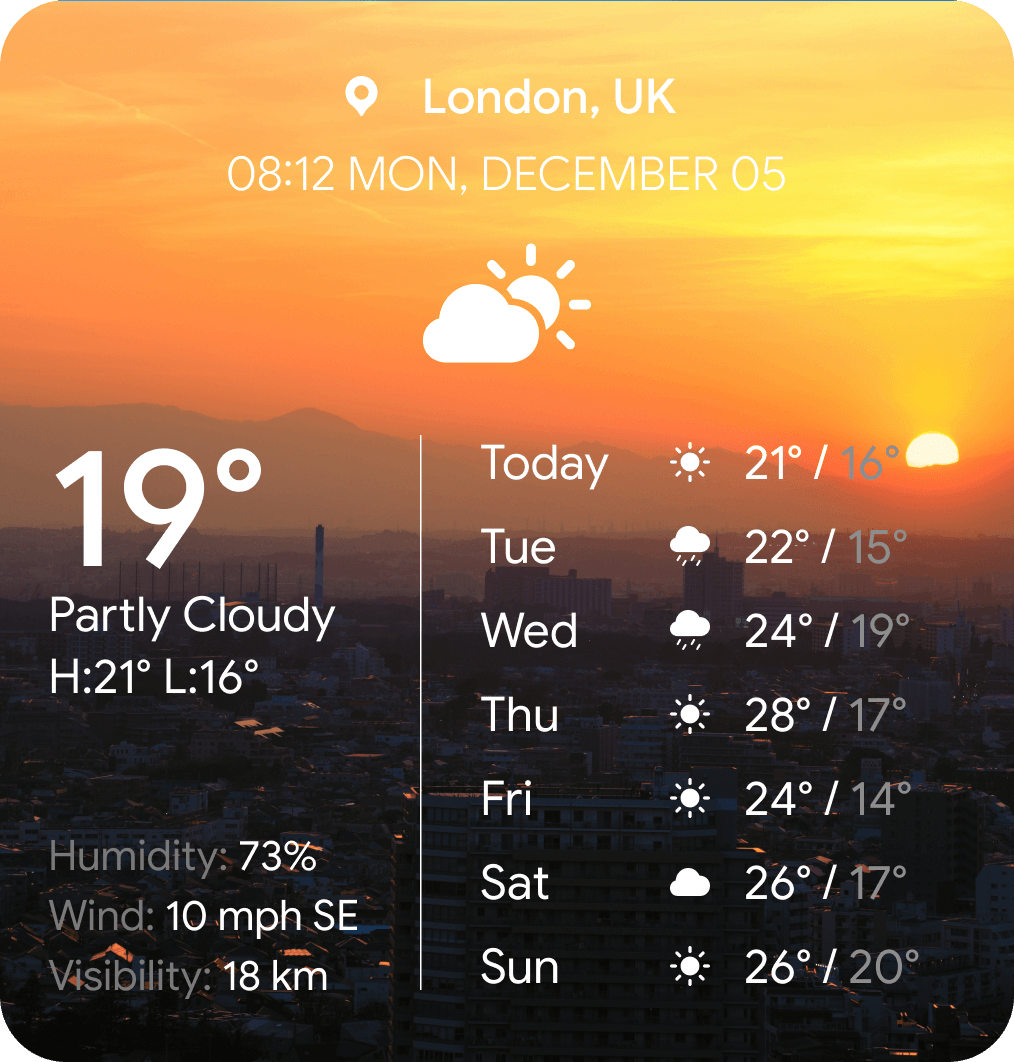 London, UK
08:12 MON, DECEMBER 05
19°
Partly Cloudy
H:21° L:16°
Humidity: 73%
Wind: 10 mph SE
Visibility: 18 km
Today 21° / 16°
Tue 22° / 15°
Wed 24° / 19°
Thu 28° / 17°
Fri 24° / 14°
Sat 26° / 17°
Sun 26° / 20°